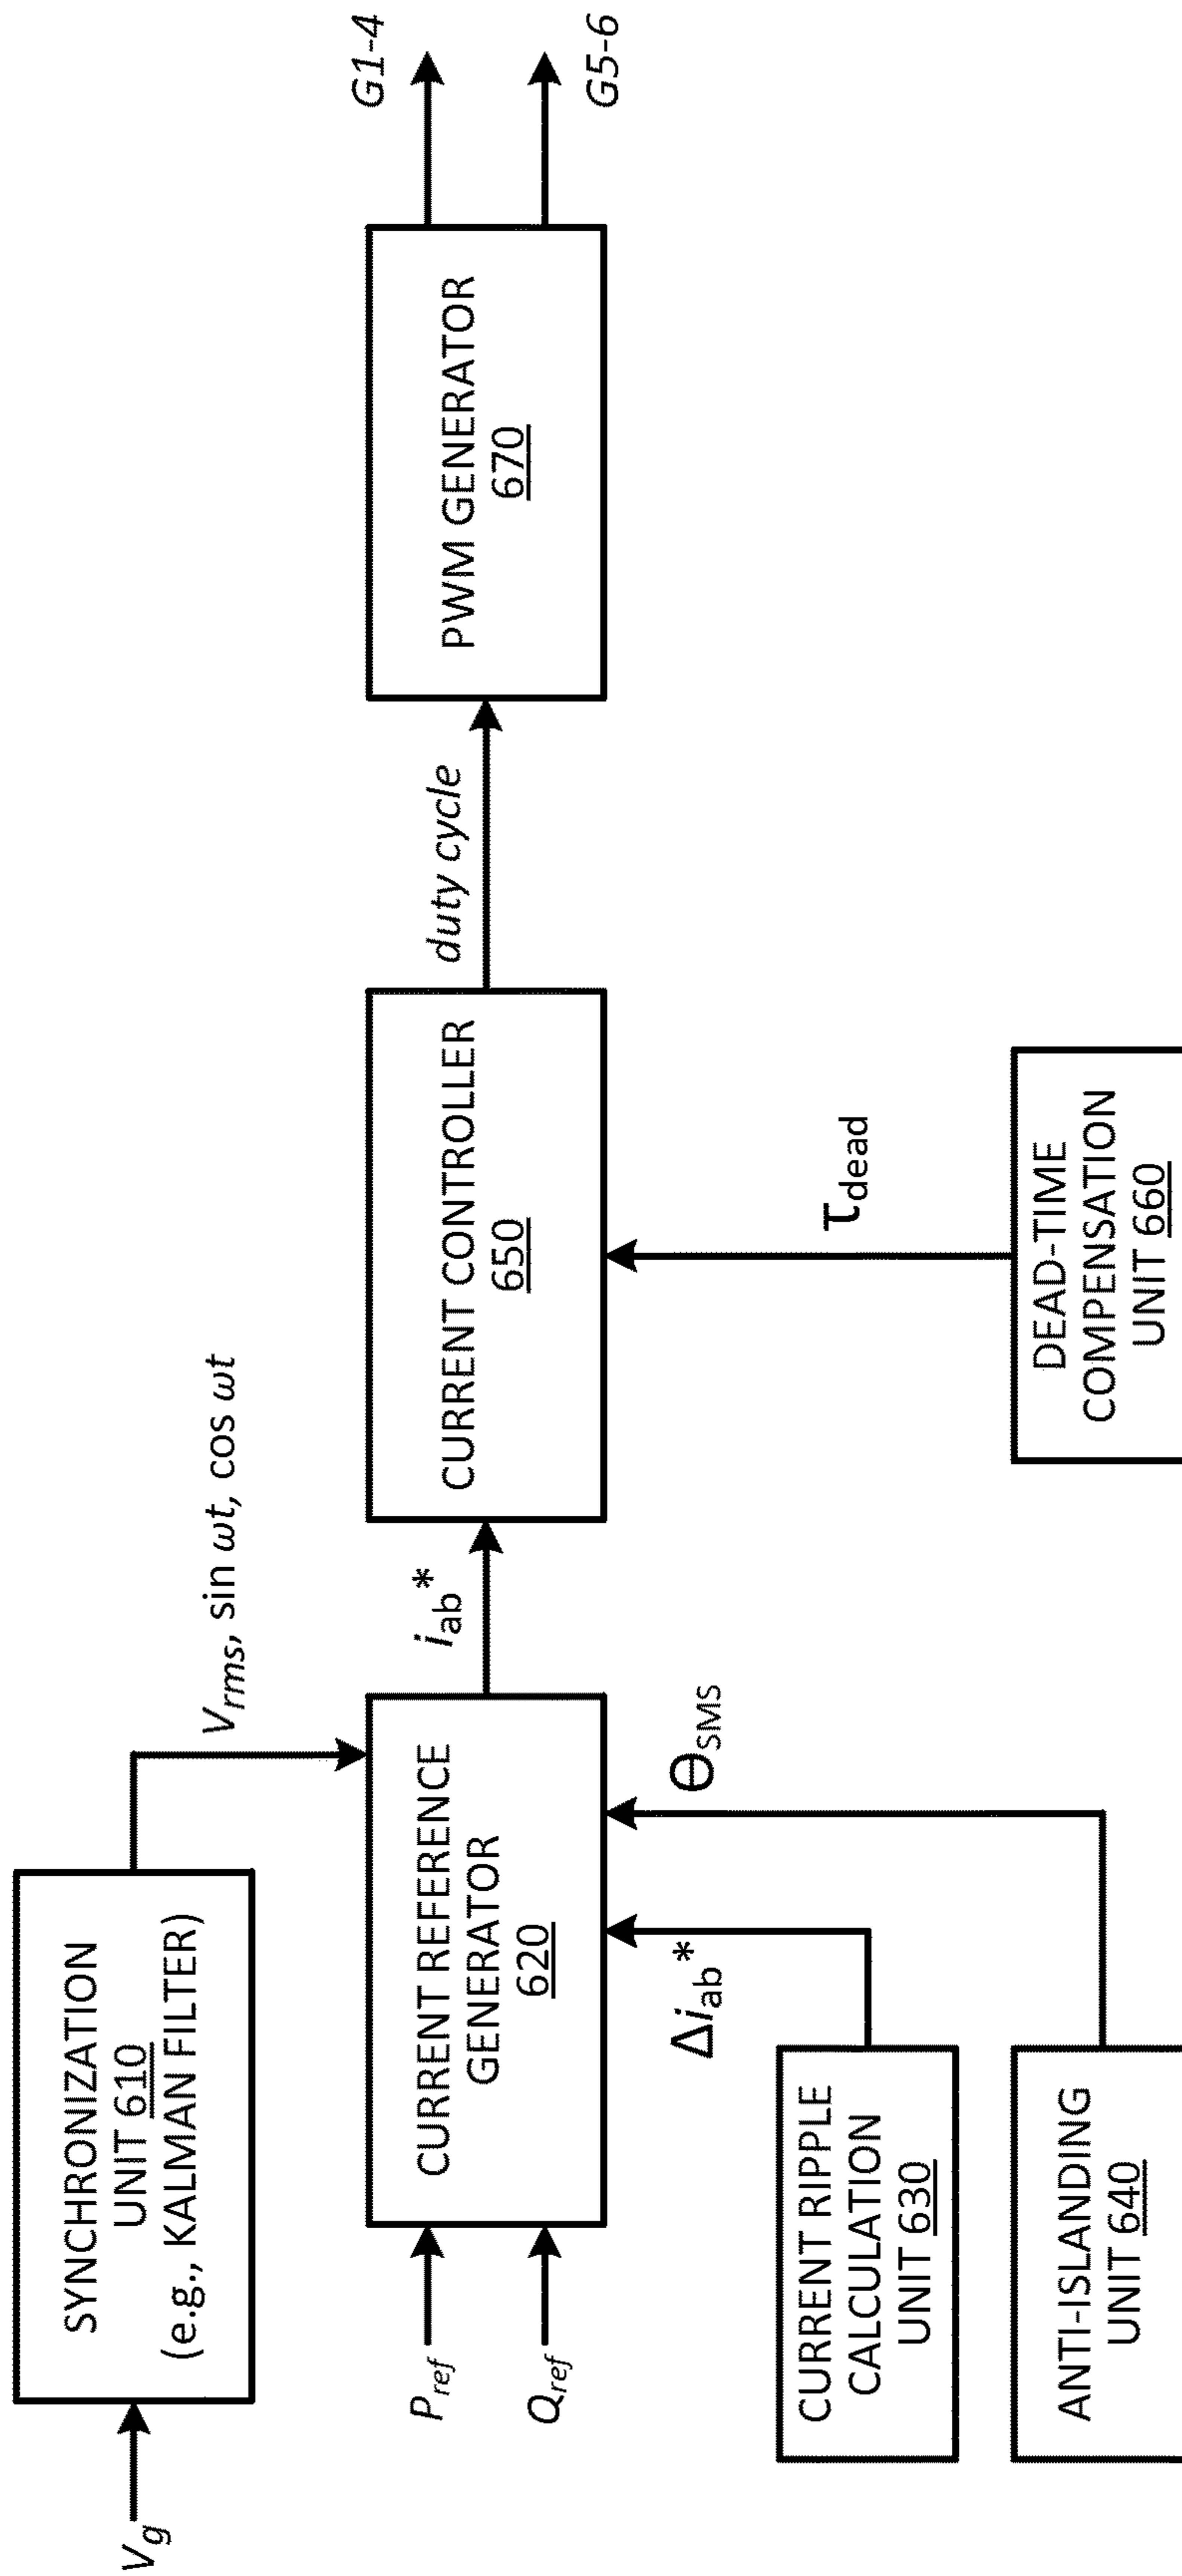 V_g
SYNCHRONIZATION
UNIT 610
(e.g., KALMAN FILTER)
V_rms, sin ωt, cos ωt
P_ref
Q_ref
CURRENT REFERENCE
GENERATOR
620
i_ab*
CURRENT CONTROLLER
650
duty cycle
PWM GENERATOR
670
G1-4
G5-6
Δi_ab*
Θ_SMS
τ_dead
CURRENT RIPPLE
CALCULATION
UNIT 630
ANTI-ISLANDING
UNIT 640
DEAD-TIME
COMPENSATION
UNIT 660